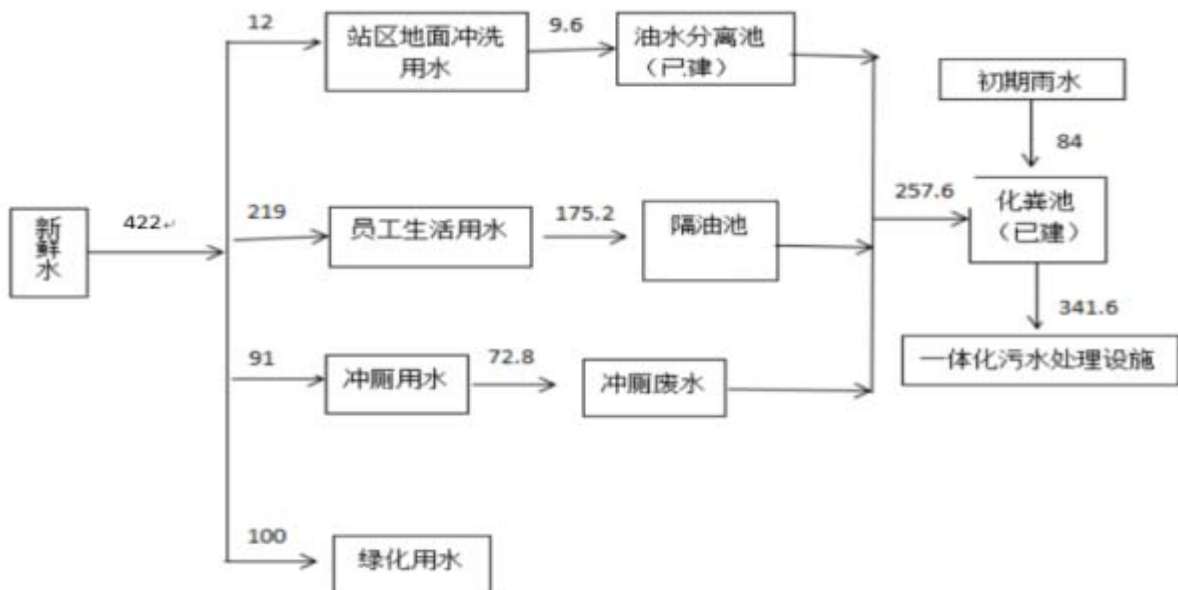 12
站区地面冲洗
用水
9.6
油水分离池
（已建）
初期雨水
84
新
鲜
水
422
219
员工生活用水
175.2
隔油池
257.6
化粪池
（已建）
341.6
一体化污水处理设施
91
冲厕用水
72.8
冲厕废水
100
绿化用水